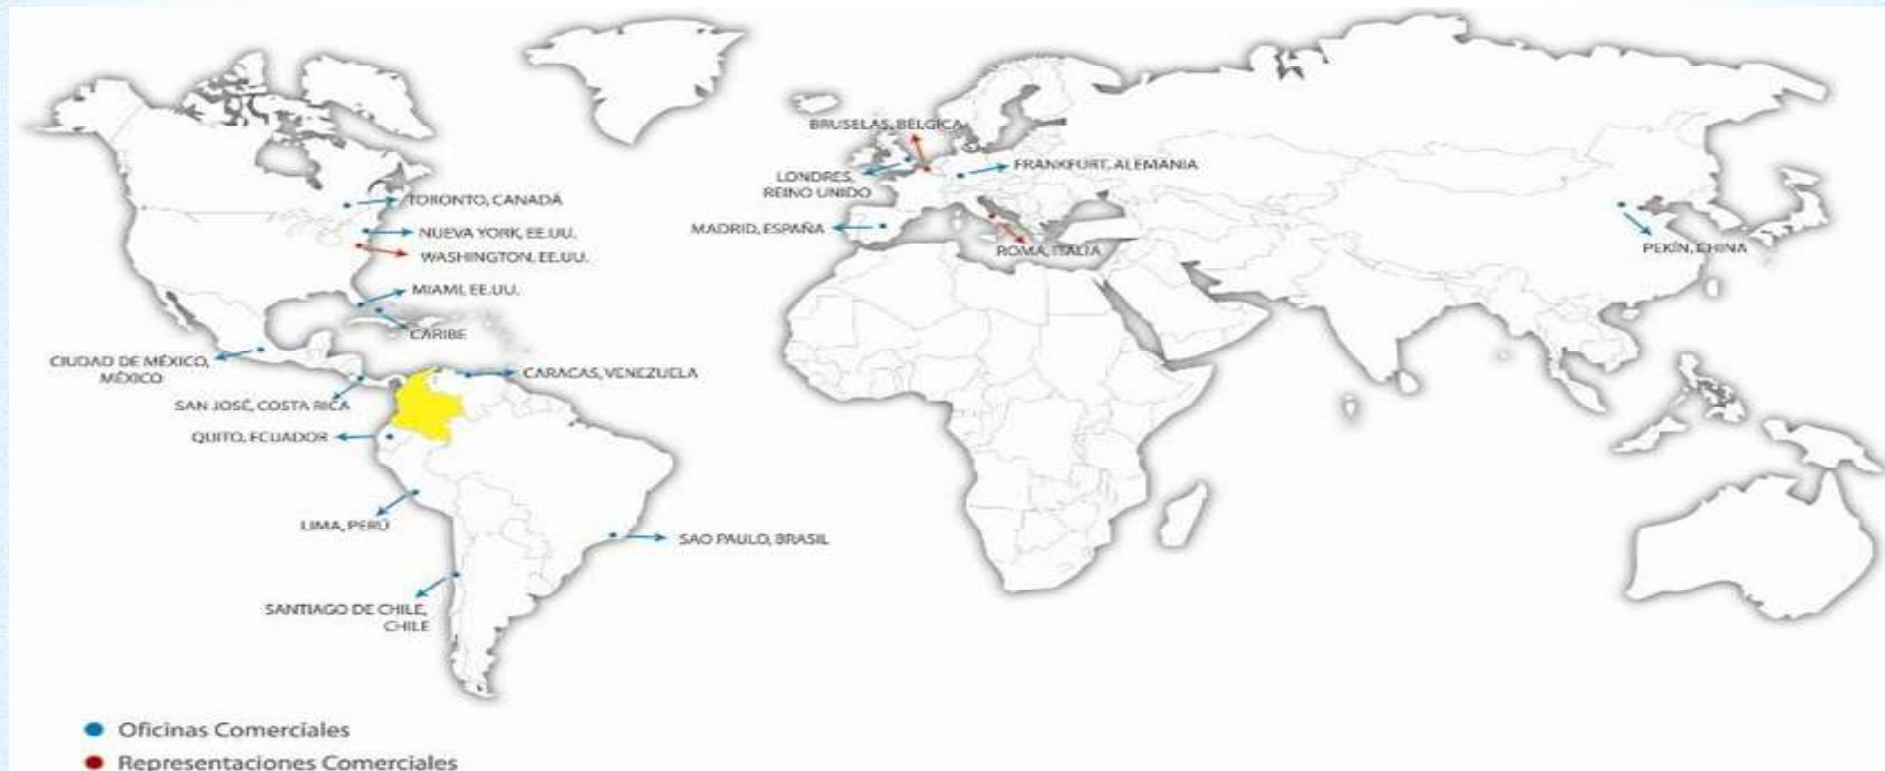 BRUSELAS, BÉLGICA
FRANKFURT, ALEMANIA
LONDRES,
REINO UNIDO
TORONTO, CANADÁ
MADRID, ESPAÑA
NUEVA YORK, EE.UU.
ROMA, ITALIA
PEKÍN, CHINA
WASHINGTON, EE.UU.
MIAMI, EE.UU.
CARIBE
CIUDAD DE MÉXICO,
MÉXICO
CARACAS, VENEZUELA
SAN JOSÉ, COSTA RICA
QUITO, ECUADOR
LIMA, PERÚ
SAO PAULO, BRASIL
SANTIAGO DE CHILE,
CHILE
Oficinas Comerciales
Representaciones Comerciales